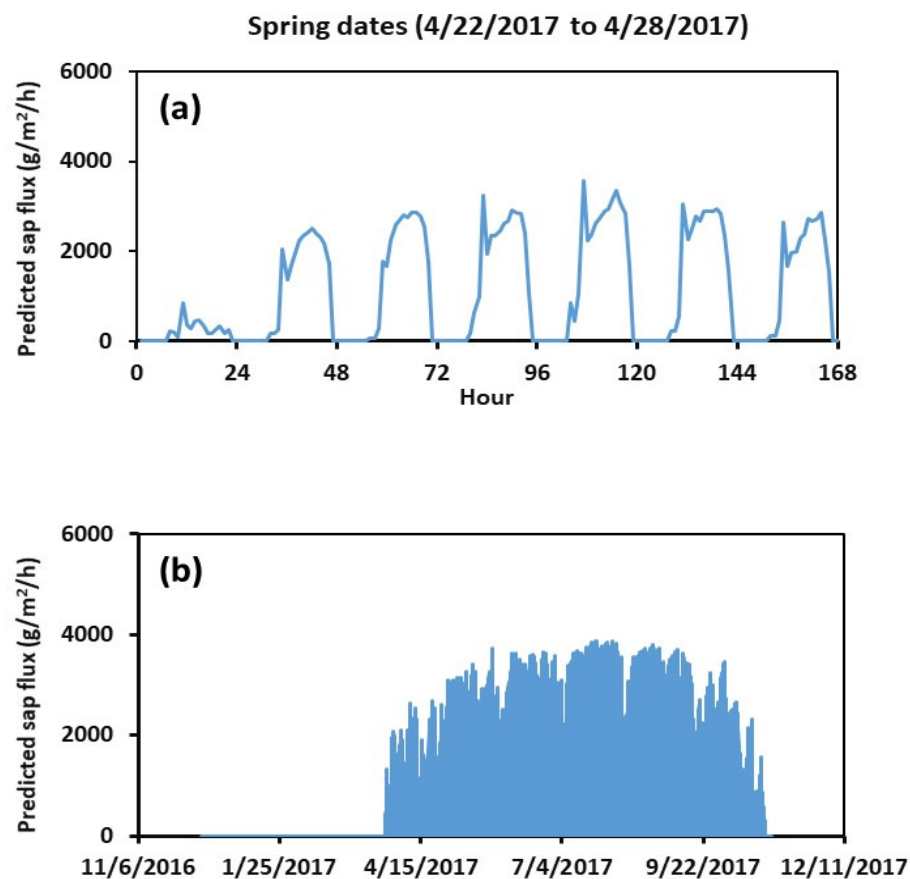 Spring dates (4/22/2017 to 4/28/2017)
Predicted sap flux (g/m²/h)
6000
4000
2000
0
(a)
0 24 48 72 96 120 144 168
Hour
Predicted sap flux (g/m²/h)
6000
4000
2000
0
(b)
11/6/2016 1/25/2017 4/15/2017 7/4/2017 9/22/2017 12/11/2017